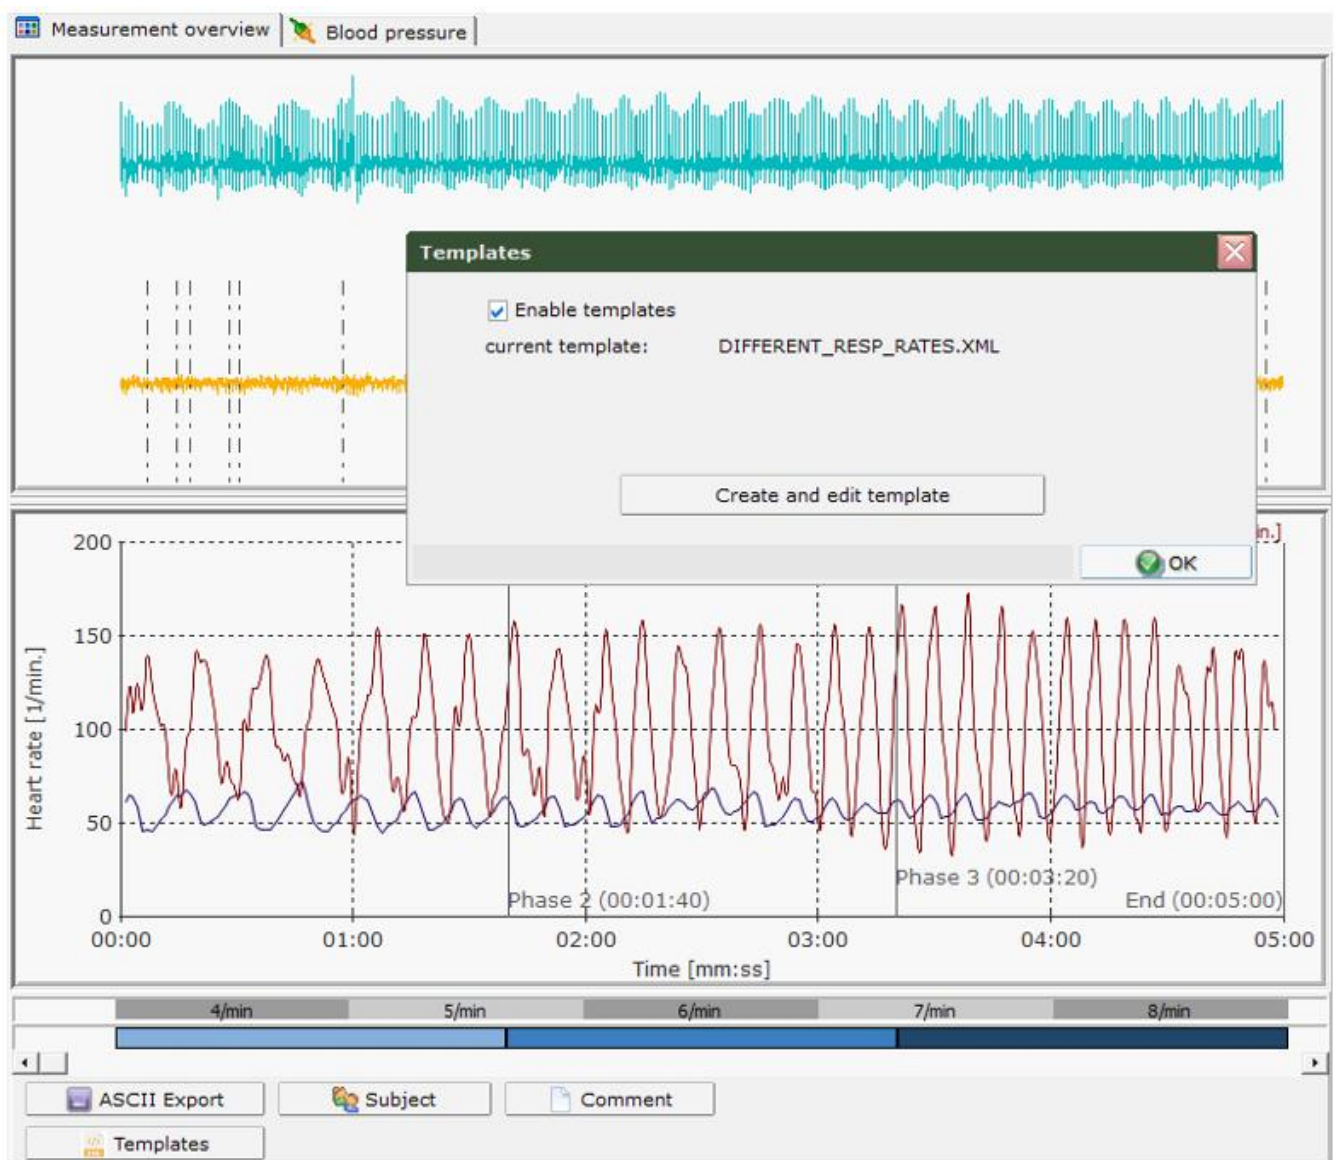 Measurement overview
Blood pressure
Templates
Enable templates
current template: DIFFERENT_RESP_RATES.XML
Create and edit template
OK
in.]
200
150
100
50
0
Heart rate [1/min.]
Phase 2 (00:01:40)
Phase 3 (00:03:20)
End (00:05:00)
00:00 01:00 02:00 03:00 04:00 05:00
Time [mm:ss]
4/min 5/min 6/min 7/min 8/min
ASCII Export
Subject
Comment
Templates